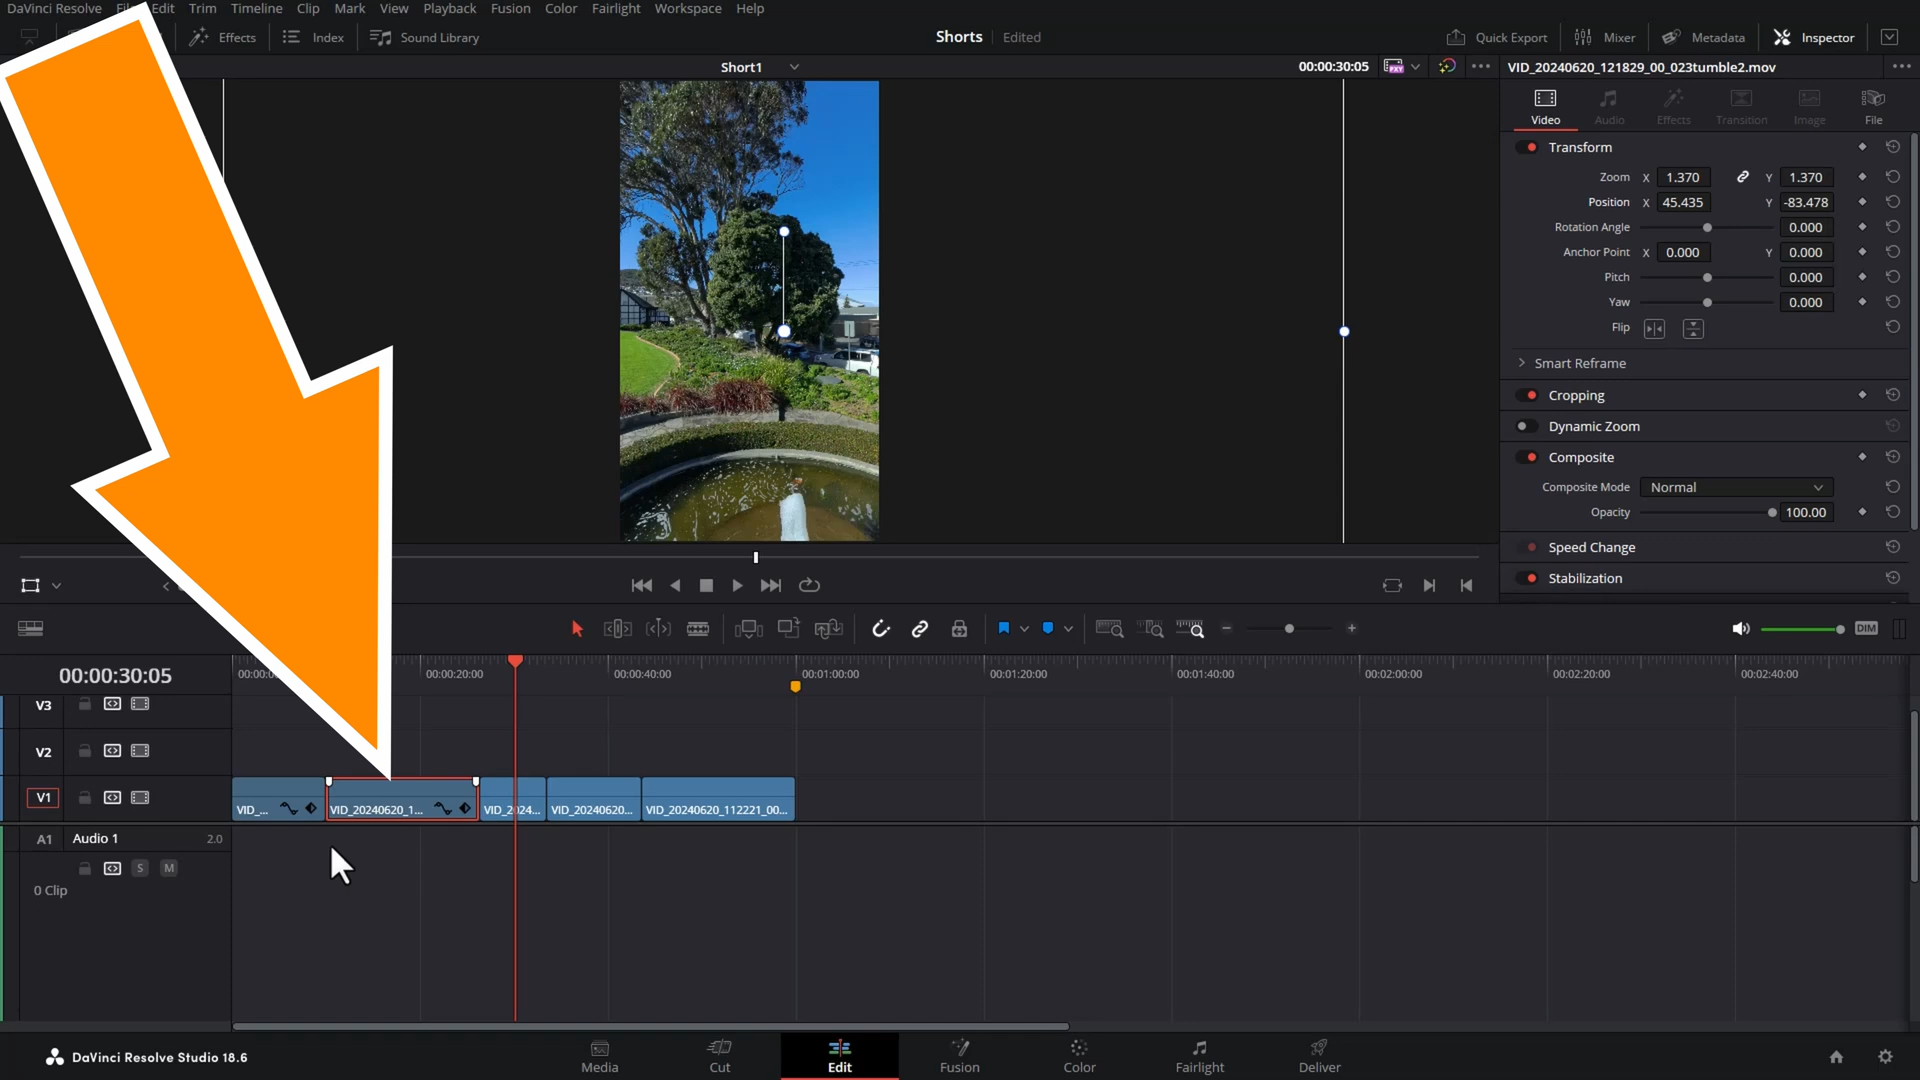 DaVinci Resolve Edit Trim Timeline Clip Mark View Playback Fusion Color Fairlight Workspace Help
Effects Index Sound Library Shorts Edited Quick Export Mixer Metadata Inspector
Short1 00:00:30:05 PXY VID_20240620_121829_00_023tumble2.mov
Video Audio Effects Transition Image File
Transform
Zoom X 1.370 Y 1.370
Position X 45.435 Y -83.478
Rotation Angle 0.000
Anchor Point X 0.000 Y 0.000
Pitch 0.000
Yaw 0.000
Flip
Smart Reframe
Cropping
Dynamic Zoom
Composite
Composite Mode Normal
Opacity 100.00
Speed Change
Stabilization
DIM
00:00:30:05
00:00:20:00 00:00:40:00 00:01:00:00 00:01:20:00 00:01:40:00 00:02:00:00 00:02:20:00 00:02:40:00
V3
V2
V1
VID_... VID_20240620_1... VID_2024... VID_20240620... VID_20240620_112221_00...
A1 Audio 1 2.0
S M
0 Clip
DaVinci Resolve Studio 18.6
Media Cut Edit Fusion Color Fairlight Deliver